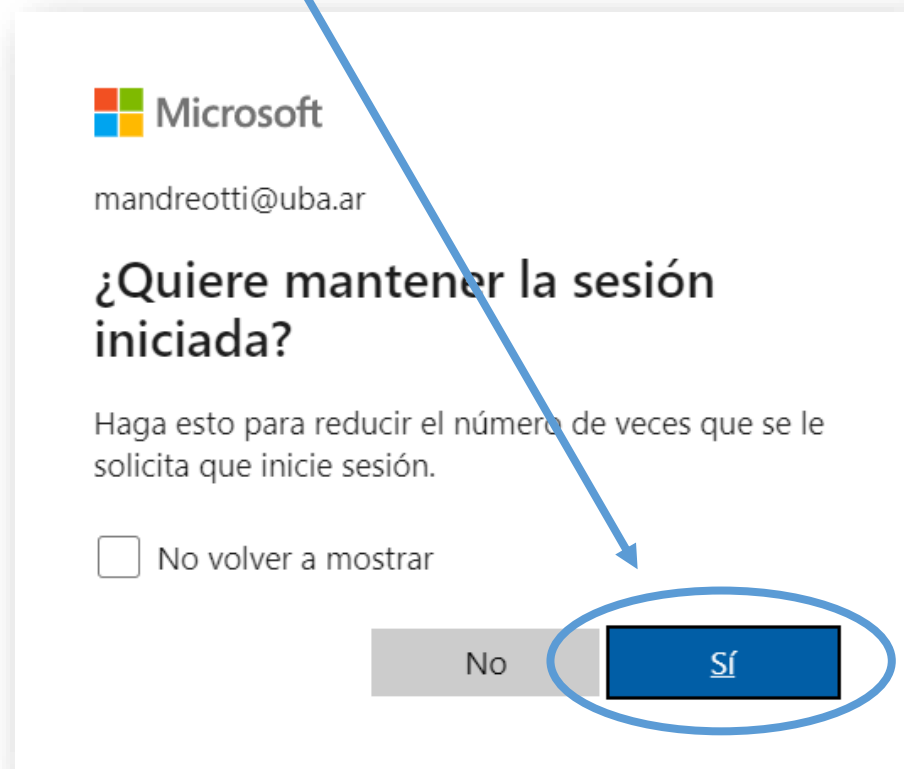 Microsoft
mandreotti@uba.ar
¿Quiere mantener la sesión
iniciada?
Haga esto para reducir el número de veces que se le
solicita que inicie sesión.
No volver a mostrar
No
Sí